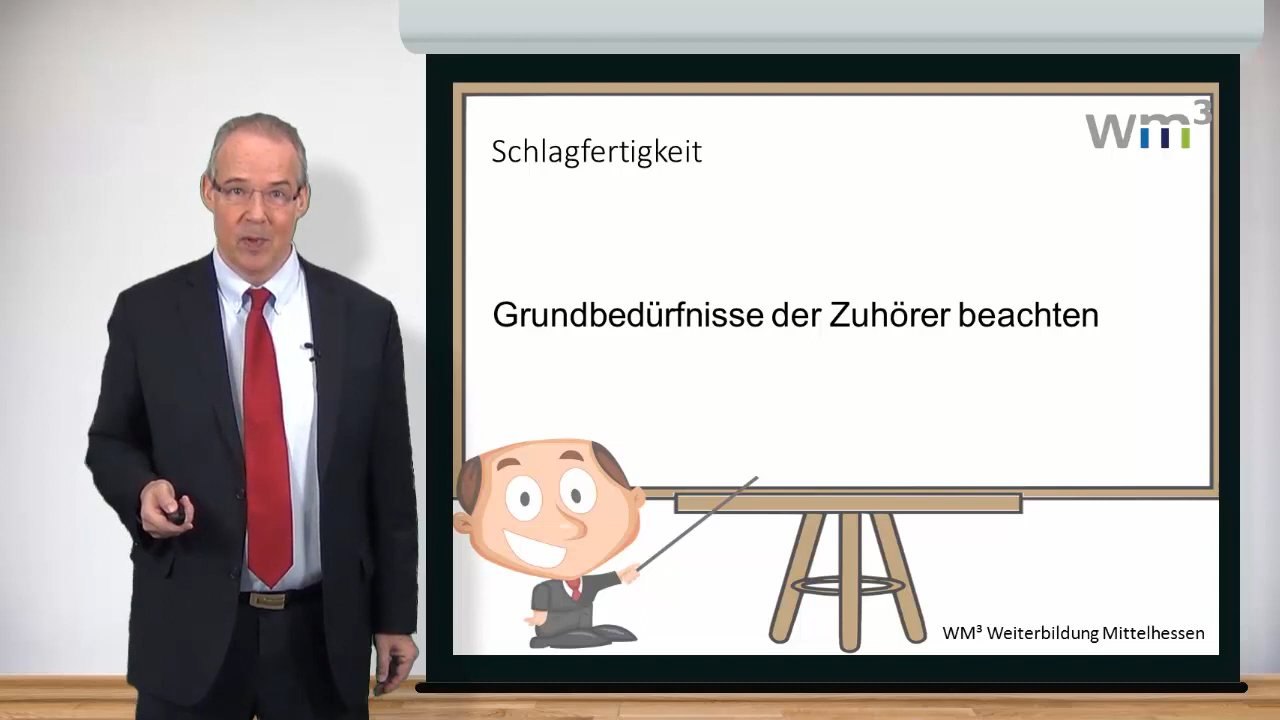 Schlagfertigkeit
wm³
Grundbedürfnisse der Zuhörer beachten
WM³ Weiterbildung Mittelhessen